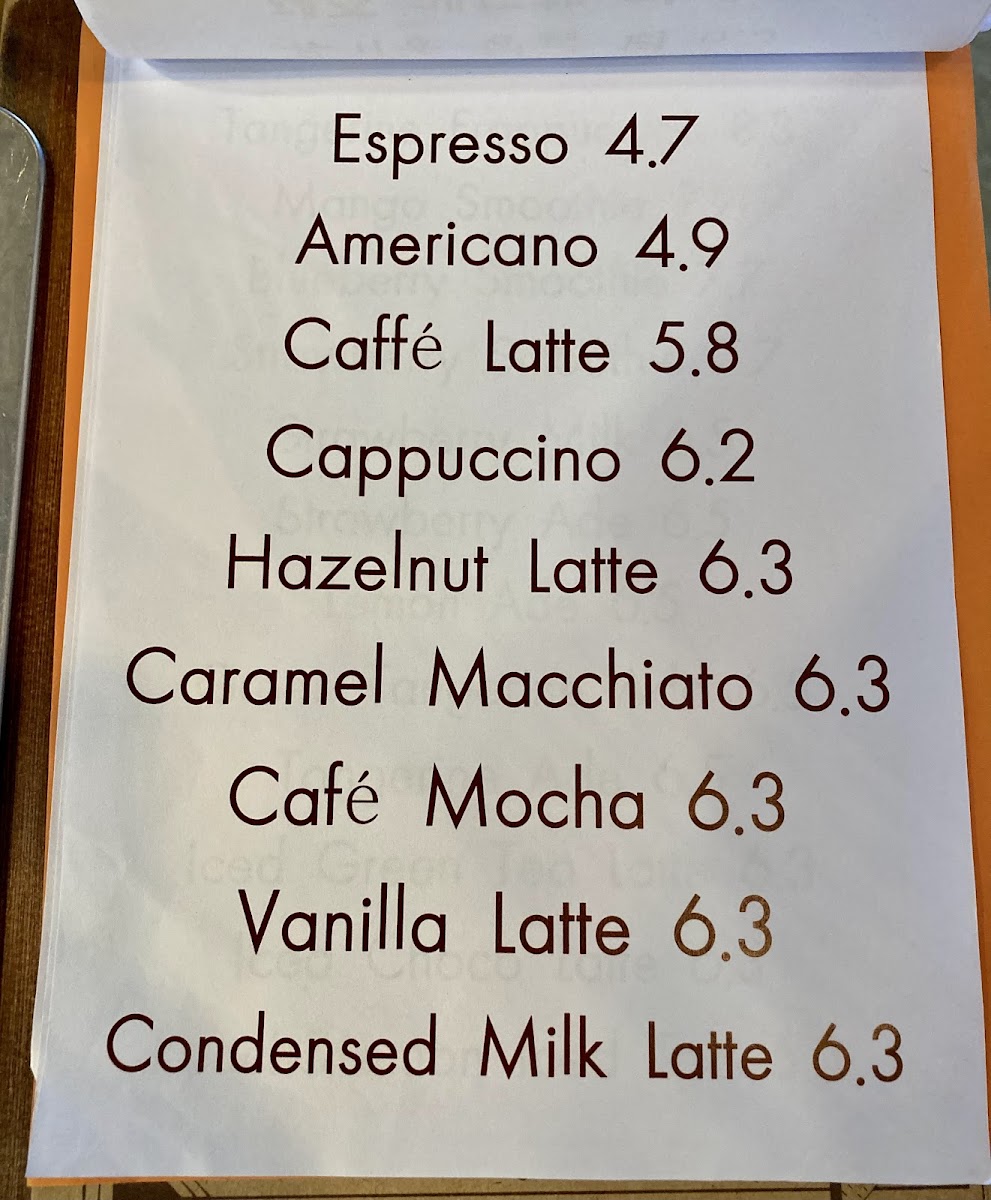 Espresso 4.7
Americano 4.9
Caffé Latte 5.8
Cappuccino 6.2
Hazelnut Latte 6.3
Caramel Macchiato 6.3
Café Mocha 6.3
Vanilla Latte 6.3
Condensed Milk Latte 6.3